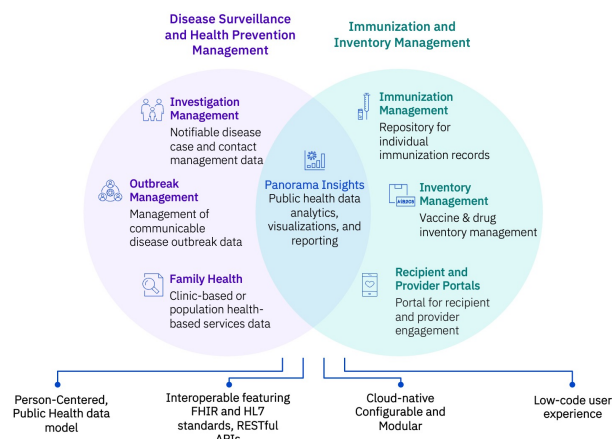 Disease Surveillance
and Health Prevention
Management
Immunization and
Inventory Management
Investigation
Management
Notifiable disease
case and contact
management data
Outbreak
Management
Management of
communicable
disease outbreak data
Family Health
Clinic-based or
population health-
based services data
Panorama Insights
Public health data
analytics,
visualizations, and
reporting
Immunization
Management
Repository for
individual
immunization records
Inventory
Management
Vaccine & drug
inventory management
Recipient and
Provider Portals
Portal for recipient
and provider
engagement
Person-Centered,
Public Health data
model
Interoperable featuring
FHIR and HL7
standards, RESTful
APIs
Cloud-native
Configurable and
Modular
Low-code user
experience